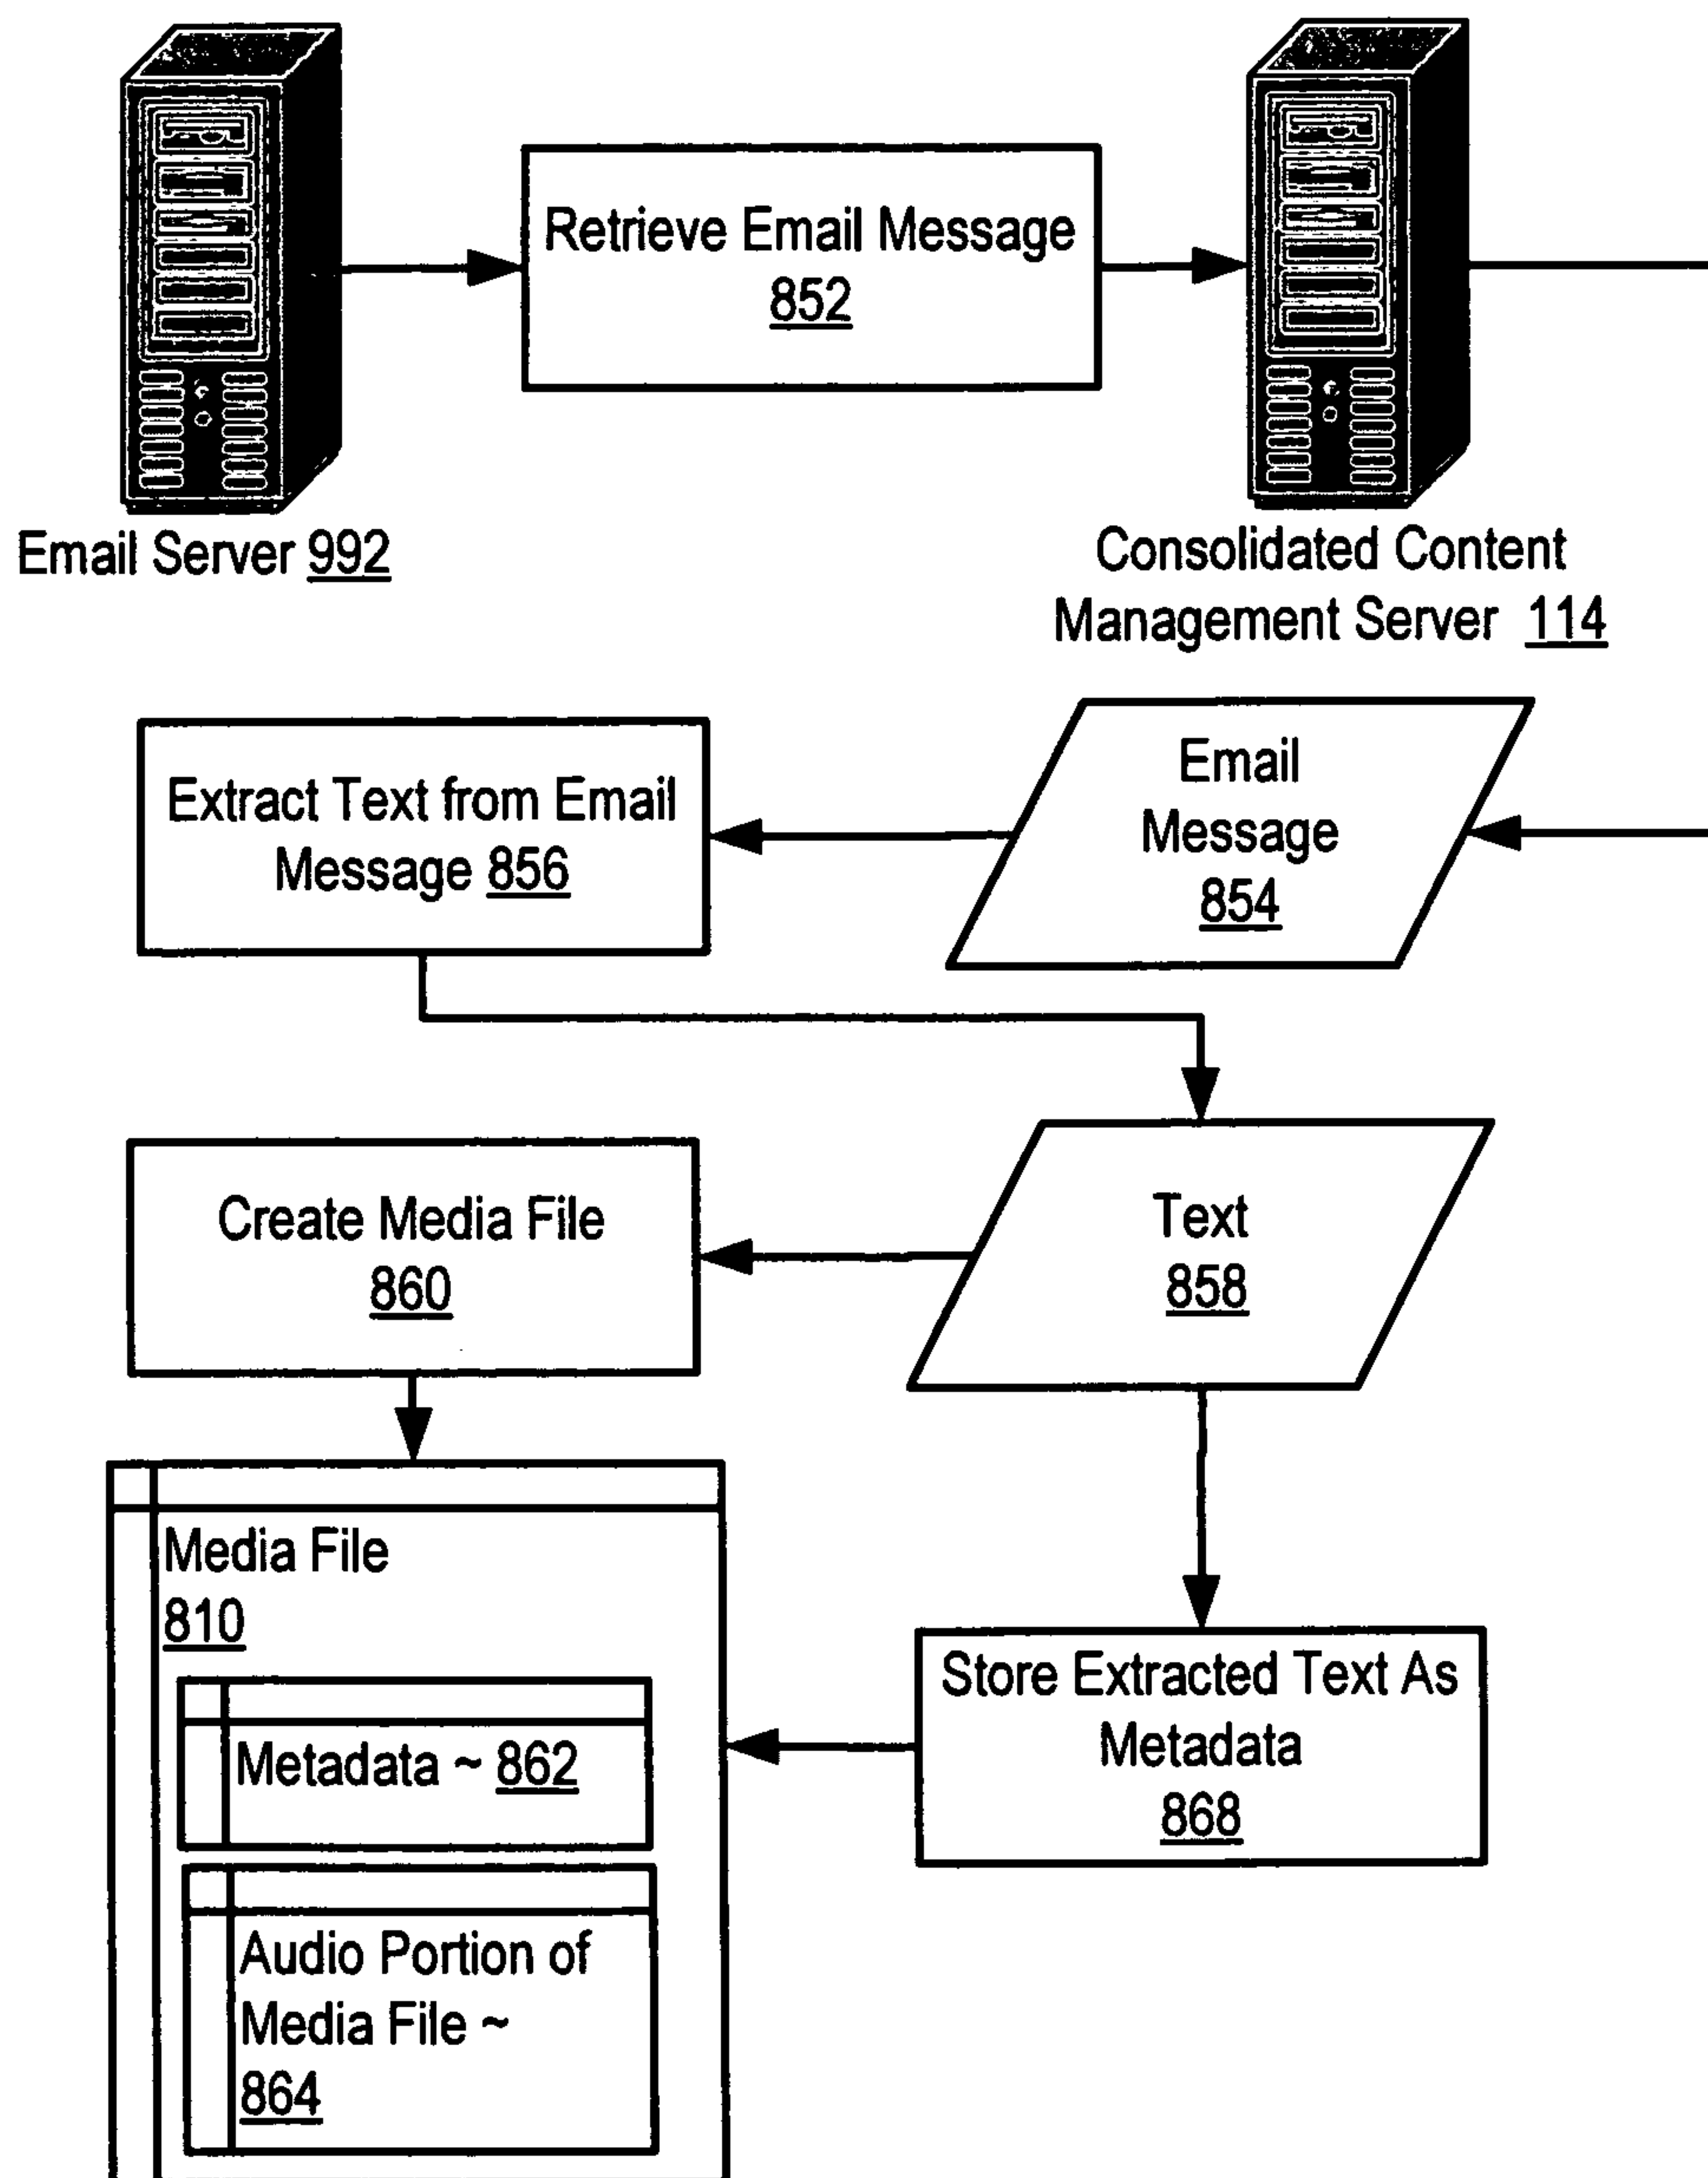 Retrieve Email Message
852
Email Server 992
Consolidated Content
Management Server 114
Extract Text from Email
Message 856
Email
Message
854
Create Media File
860
Text
858
Media File
810
Metadata ~ 862
Audio Portion of
Media File ~
864
Store Extracted Text As
Metadata
868